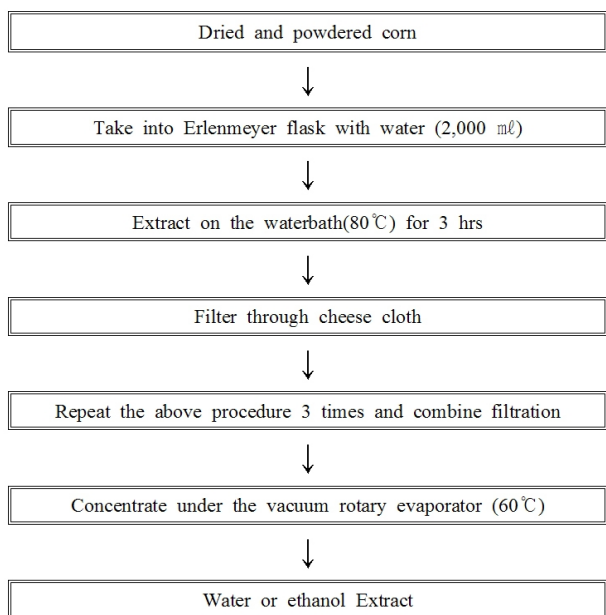 Dried and powdered corn
Take into Erlenmeyer flask with water (2,000 ㎖)
Extract on the waterbath(80℃) for 3 hrs
Filter through cheese cloth
Repeat the above procedure 3 times and combine filtration
Concentrate under the vacuum rotary evaporator (60℃)
Water or ethanol Extract